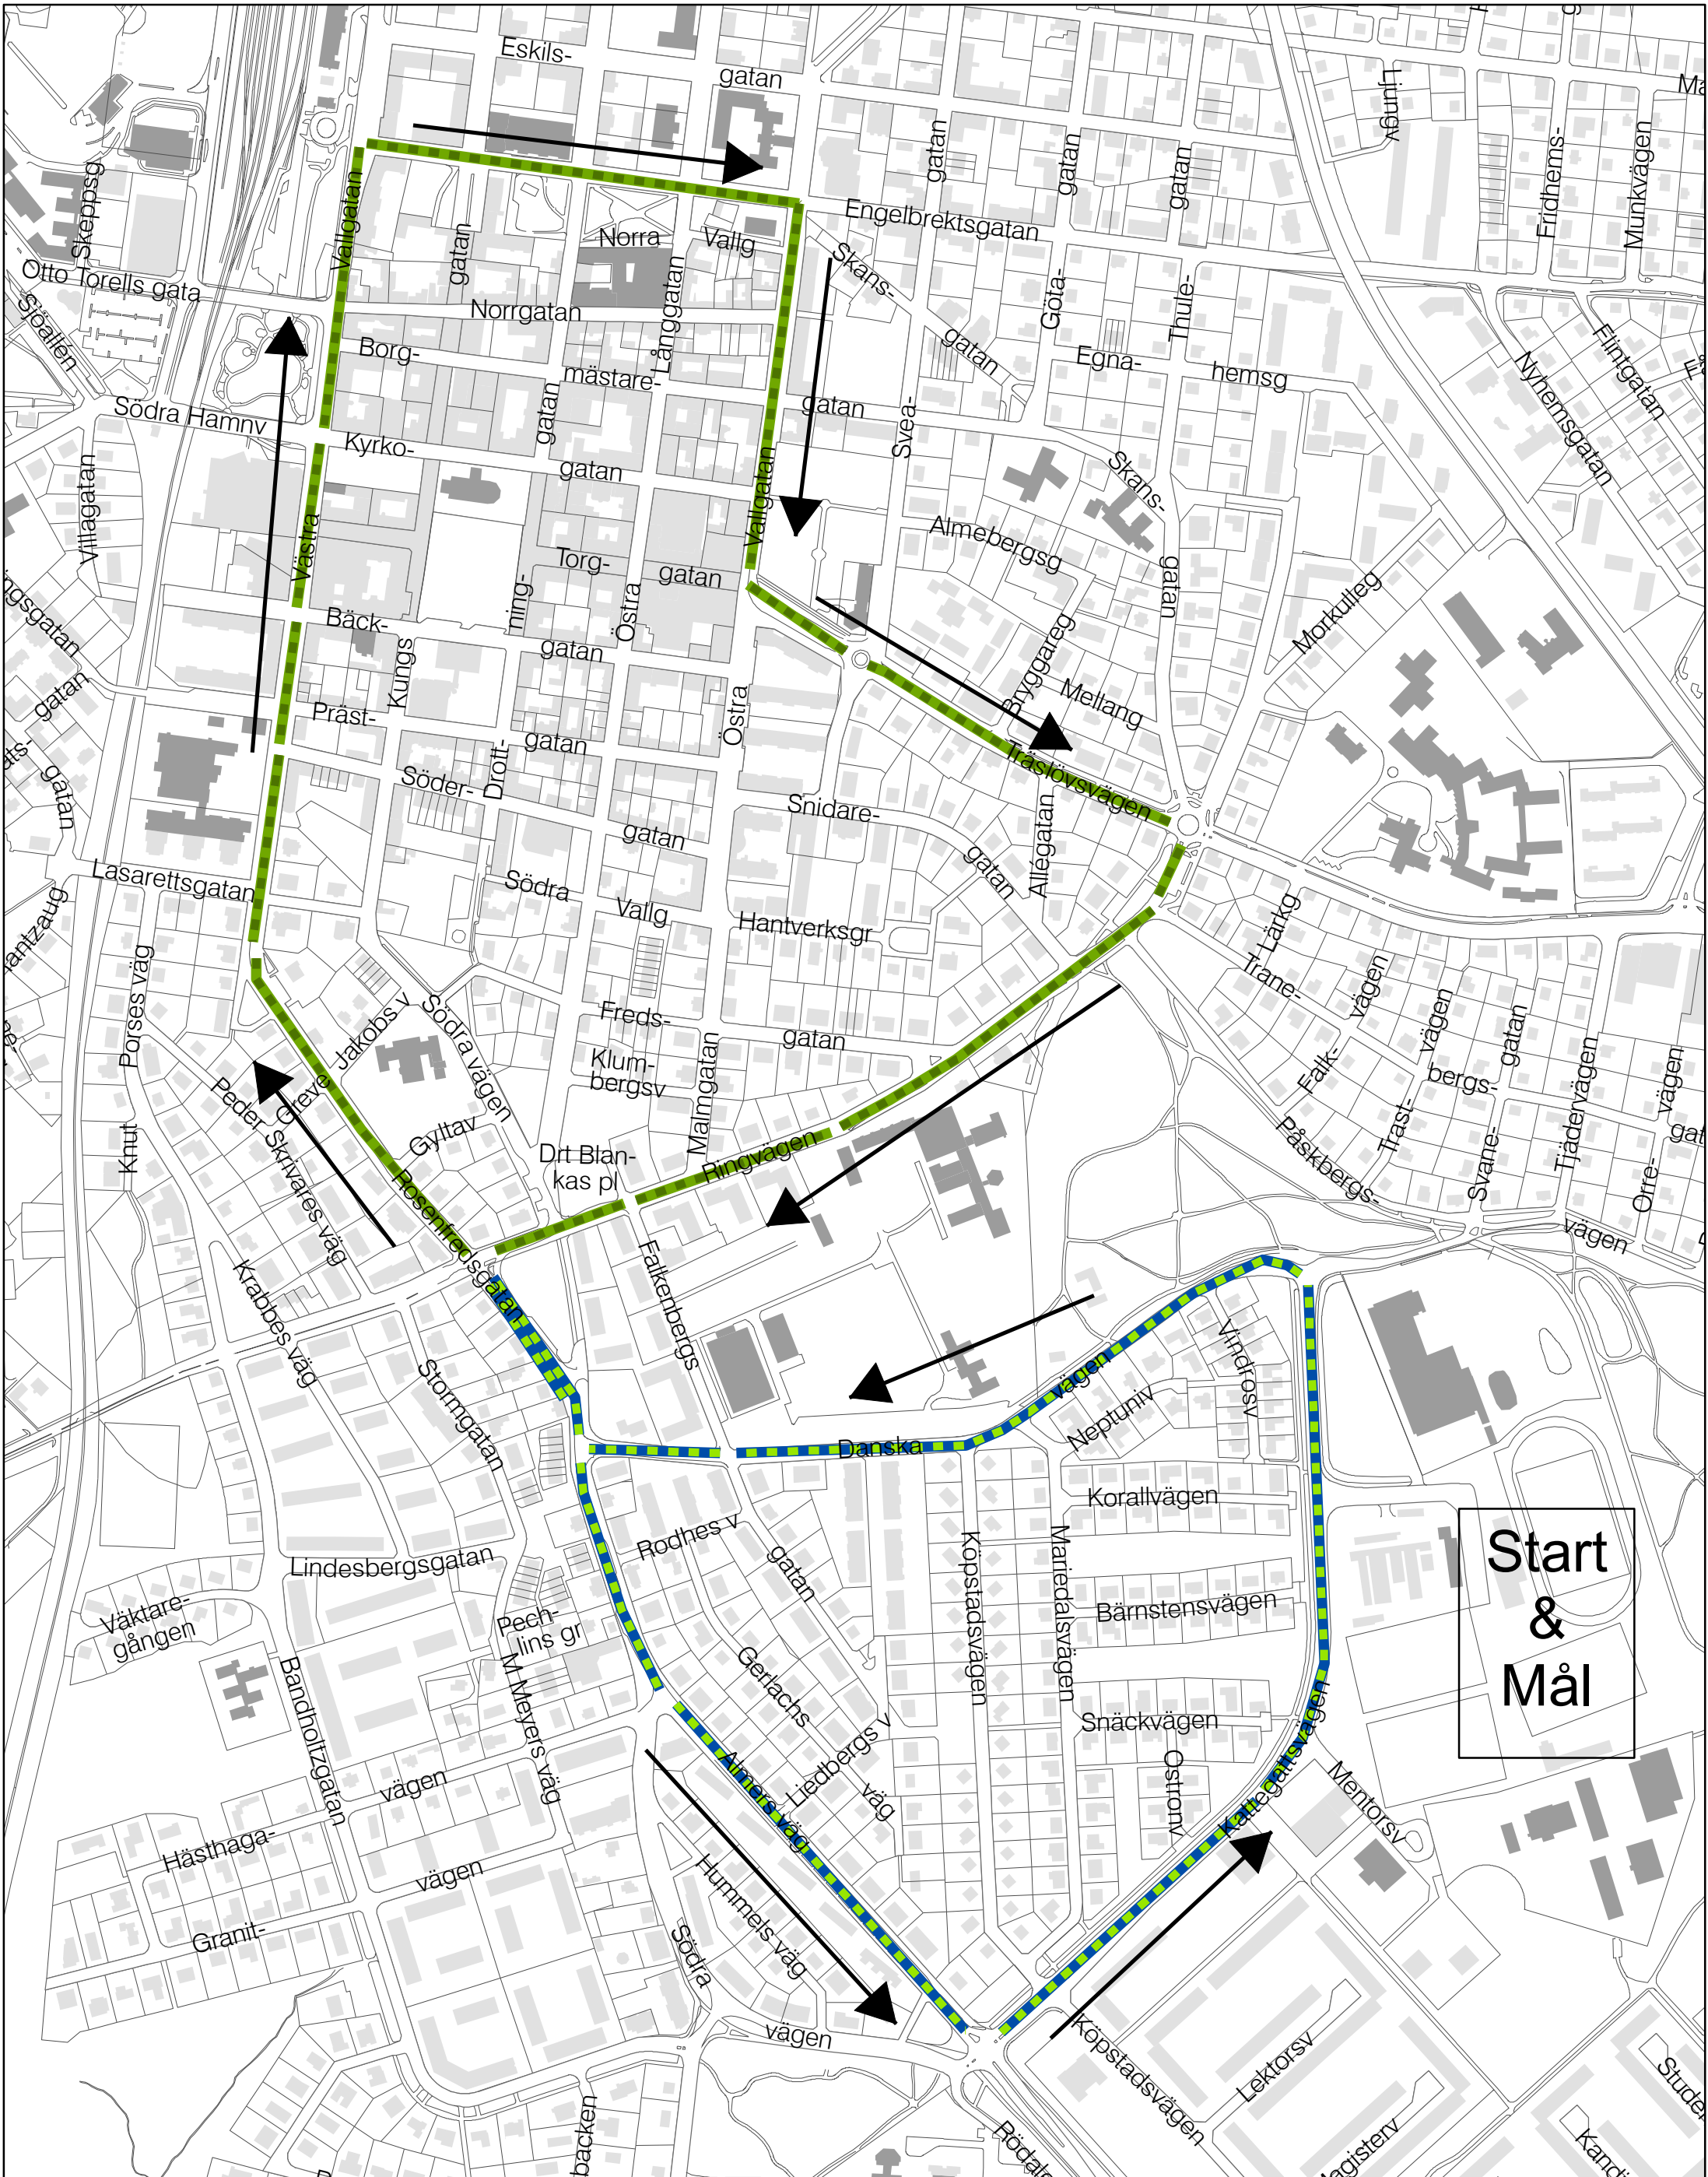 Eskils-
gatan
Ljungv
Skeppsg
Vallgatan
gatan
gatan
gatan
gatan
Fridhems-
Munkvägen
Engelbrektsgatan
Norra
Vallg
Skans-
gatan
Otto Torells gata
Sjöallén
Norrgatan
Långgatan
Göta-
Thule-
Borg-
mästare-
gatan
Egna-
hemsg
Nyhemsgatan
Flintgatan
Södra Hamnv
Kyrko-
gatan
gatan
Svea-
Vallgatan
Villagatan
Västra
Skans-
gatan
Almebergsg
Torg-
gatan
ning-
Östra
Bäck-
gatan
Kungs
Bryggareg
Morkulleg
Mellang
gatan
gatan
Präst-
gatan
Drott-
Östra
Träslövsvägen
Söder-
gatan
Snidare-
gatan
Allégatan
Lasarettsgatan
Södra
Vallg
Hantverksgr
Lärkg
Trane-
vägen
Porses väg
Knut
Greve Jakobs v
Södra vägen
Freds-
gatan
Klum-
bergsv
Malmgatan
Falk-
vägen
bergs-
gatan
Trast-
Svane-
Tjädervägen
vägen
Orre-
Peder Skrivares väg
Gyltav
Drt Blan-
kas pl
Ringvägen
Påskbergs-
vägen
Rosenfredsgatan
Krabbes väg
Falkenbergs
gatan
Stormgatan
Vindrosv
vägen
Neptuniv
Danska
Korallvägen
Rodhes v
Lindesbergsgatan
Köpstadsvägen
Mariedalsvägen
Start
&
Mål
Bärnstensvägen
Väktare-
gången
Pech-
lins gr
M Meyers väg
Bandholtzgatan
Gerlachs
väg
Snäckvägen
Ostronv
Kattegattsvägen
Mentorsv
Almers väg
Liedbergs v
vägen
Hästhaga-
vägen
Granit-
Hummels väg
Södra
vägen
Köpstadsvägen
Lektorsv